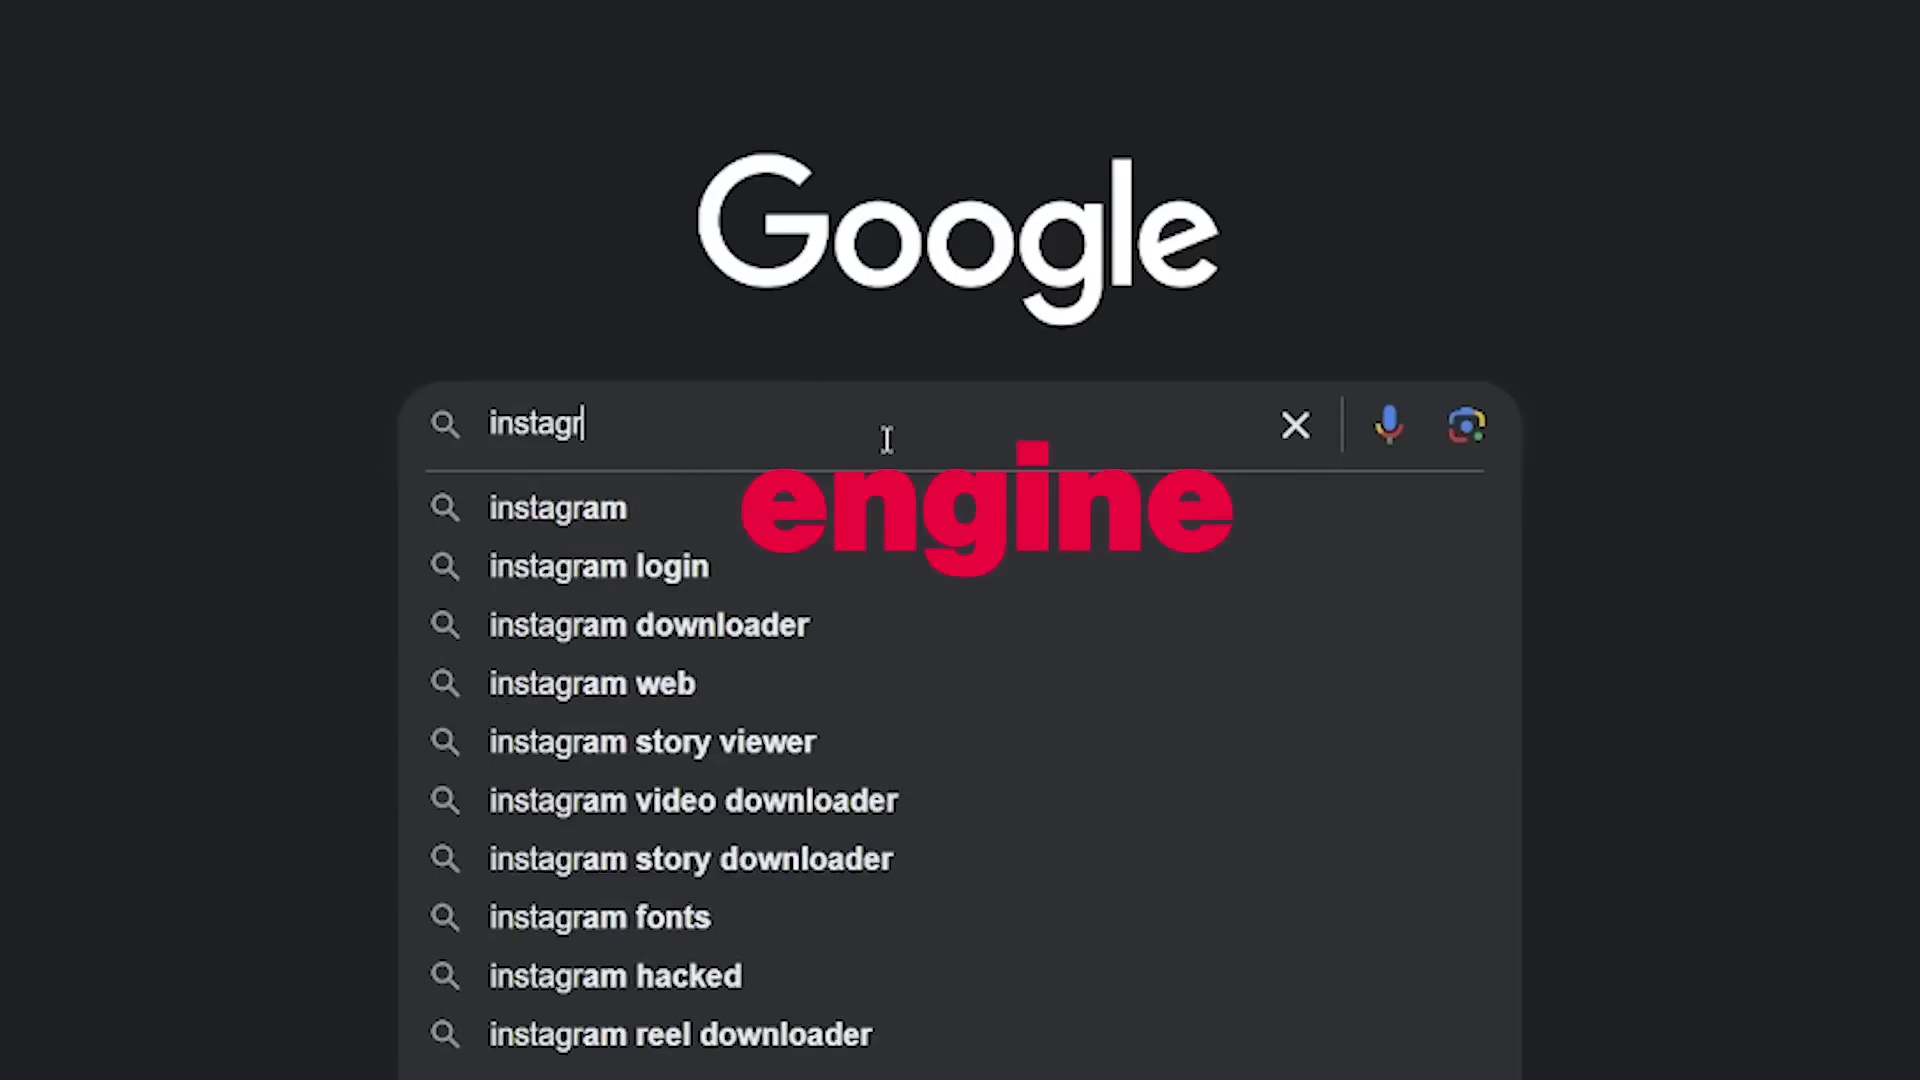 Google
instagr
engine
instagram
instagram login
instagram downloader
instagram web
instagram story viewer
instagram video downloader
instagram story downloader
instagram fonts
instagram hacked
instagram reel downloader